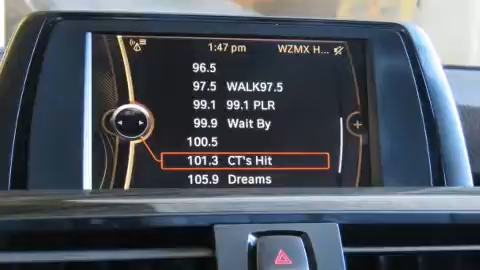 1:47 pm WZMX H...
96.5
97.5 WALK97.5
99.1 99.1 PLR
99.9 Wait By
100.5
101.3 CT's Hit
105.9 Dreams